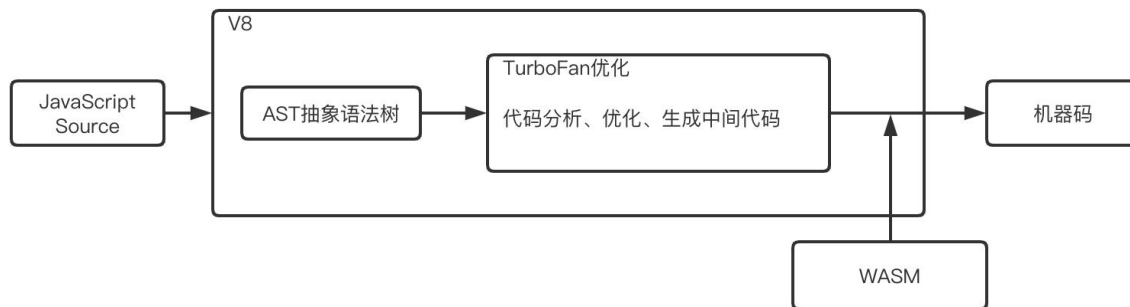 V8
JavaScript
Source
AST抽象语法树
TurboFan优化
代码分析、优化、生成中间代码
机器码
WASM